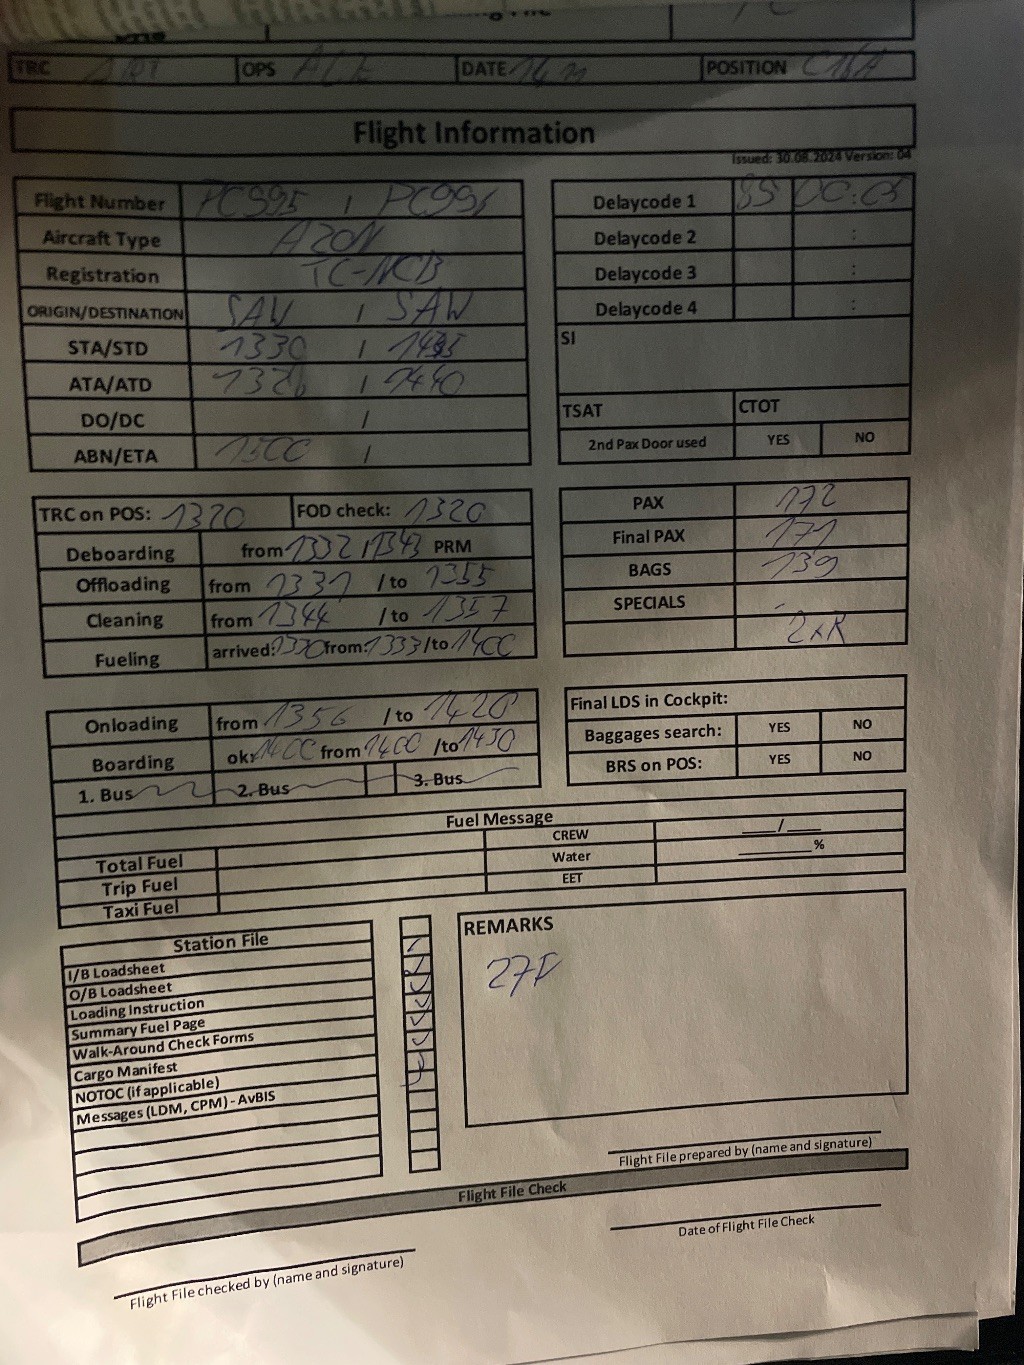 TRC OPS DATE POSITION
Flight Information
Issued: 30.08.2024 Version: 04
Flight Number PC995 / PC996
Aircraft Type A20N
Registration TC-NCB
ORIGIN/DESTINATION SAW / SAW
STA/STD 1330 / 1435
ATA/ATD / 1440
DO/DC /
ABN/ETA 1500 /
Delaycode 1 85 00:05
Delaycode 2 :
Delaycode 3 :
Delaycode 4 :
SI
TSAT CTOT
2nd Pax Door used YES NO
TRC on POS: 1320 FOD check: 1320
Deboarding from 1332 / 1343 PRM
Offloading from 1331 / to 1355
Cleaning from 1344 / to 1357
Fueling arrived: 1330 from: 1333 /to 1400
PAX 172
Final PAX 171
BAGS 139
SPECIALS -
2xR
Onloading from 1356 / to 1420
Boarding ok: 1400 from 1400 /to 1430
1. Bus 2. Bus 3. Bus
Final LDS in Cockpit:
Baggages search: YES NO
BRS on POS: YES NO
Fuel Message
Total Fuel CREW ___/___
Trip Fuel Water ______%
Taxi Fuel EET
Station File
I/B Loadsheet
O/B Loadsheet
Loading Instruction
Summary Fuel Page
Walk-Around Check Forms
Cargo Manifest
NOTOC (if applicable)
Messages (LDM, CPM) - AvBIS
REMARKS
Flight File prepared by (name and signature)
Flight File Check
Flight File checked by (name and signature)
Date of Flight File Check